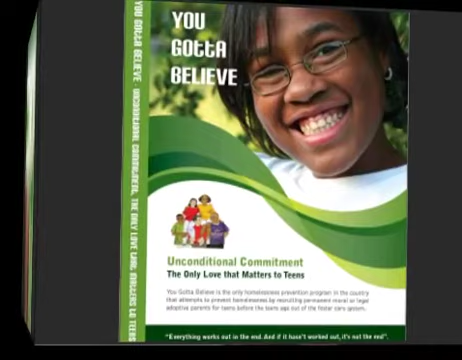 YOU
GOTTA
BELIEVE
YOU GOTTA BELIEVE UNCONDITIONAL COMMITMENT, THE ONLY LOVE THAT MATTERS TO TEENS
Unconditional Commitment
The Only Love that Matters to Teens
You Gotta Believe is the only homelessness prevention program in the country
that attempts to prevent homelessness by recruiting permanent moral or legal
adoptive parents for teens before the teens age out of the foster care system.
"Everything works out in the end. And if it hasn't worked out, it's not the end".